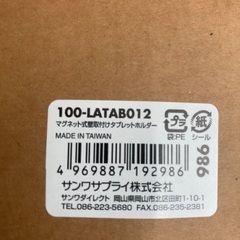 100-LATAB012
マグネット式壁取付けタブレットホルダー
MADE IN TAIWAN
プラ
袋:PE
紙
シール
986
4 969887 192986
サンワサプライ株式会社
サンワダイレクト 岡山県岡山市北区田町1-10-1
TEL.086-223-5680 FAX.086-235-2381